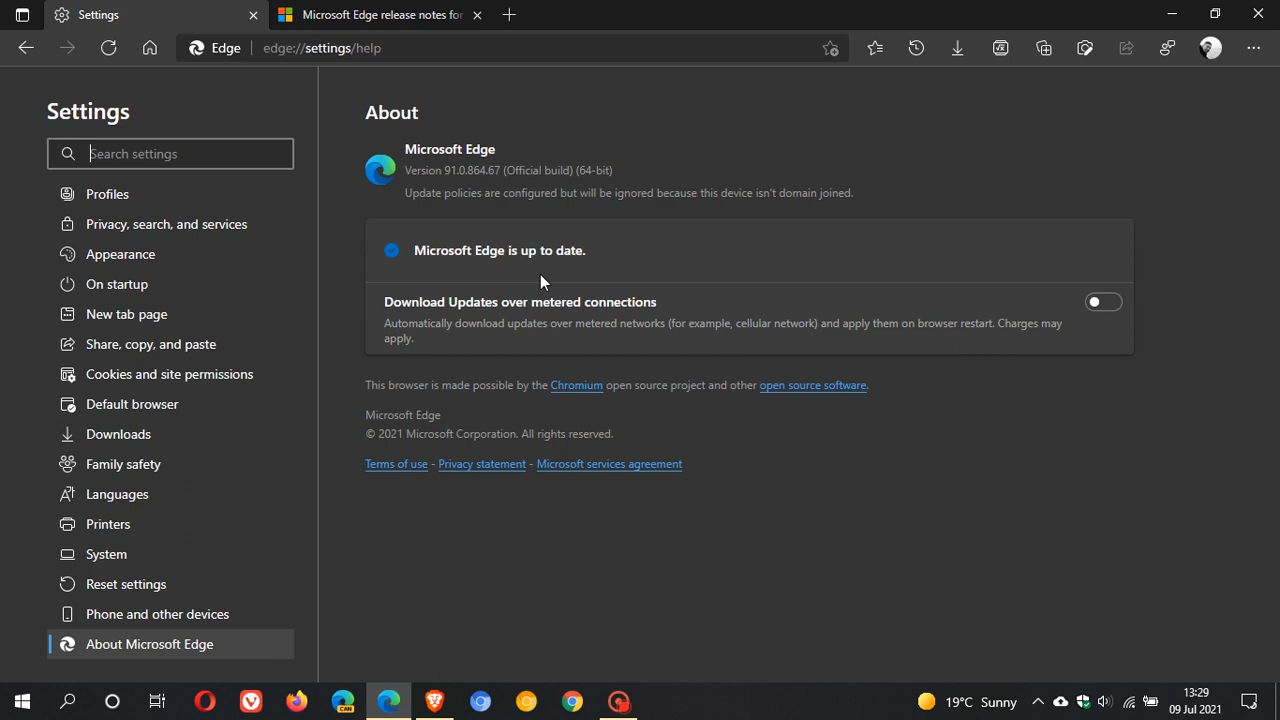 Settings
Microsoft Edge release notes for
Edge
edge://settings/help
Settings
Search settings
Profiles
Privacy, search, and services
Appearance
On startup
New tab page
Share, copy, and paste
Cookies and site permissions
Default browser
Downloads
Family safety
Languages
Printers
System
Reset settings
Phone and other devices
About Microsoft Edge
About
Microsoft Edge
Version 91.0.864.67 (Official build) (64-bit)
Update policies are configured but will be ignored because this device isn't domain joined.
Microsoft Edge is up to date.
Download Updates over metered connections
Automatically download updates over metered networks (for example, cellular network) and apply them on browser restart. Charges may
apply.
This browser is made possible by the Chromium open source project and other open source software.
Microsoft Edge
© 2021 Microsoft Corporation. All rights reserved.
Terms of use - Privacy statement - Microsoft services agreement
CAN
19°C Sunny
13:29
09 Jul 2021